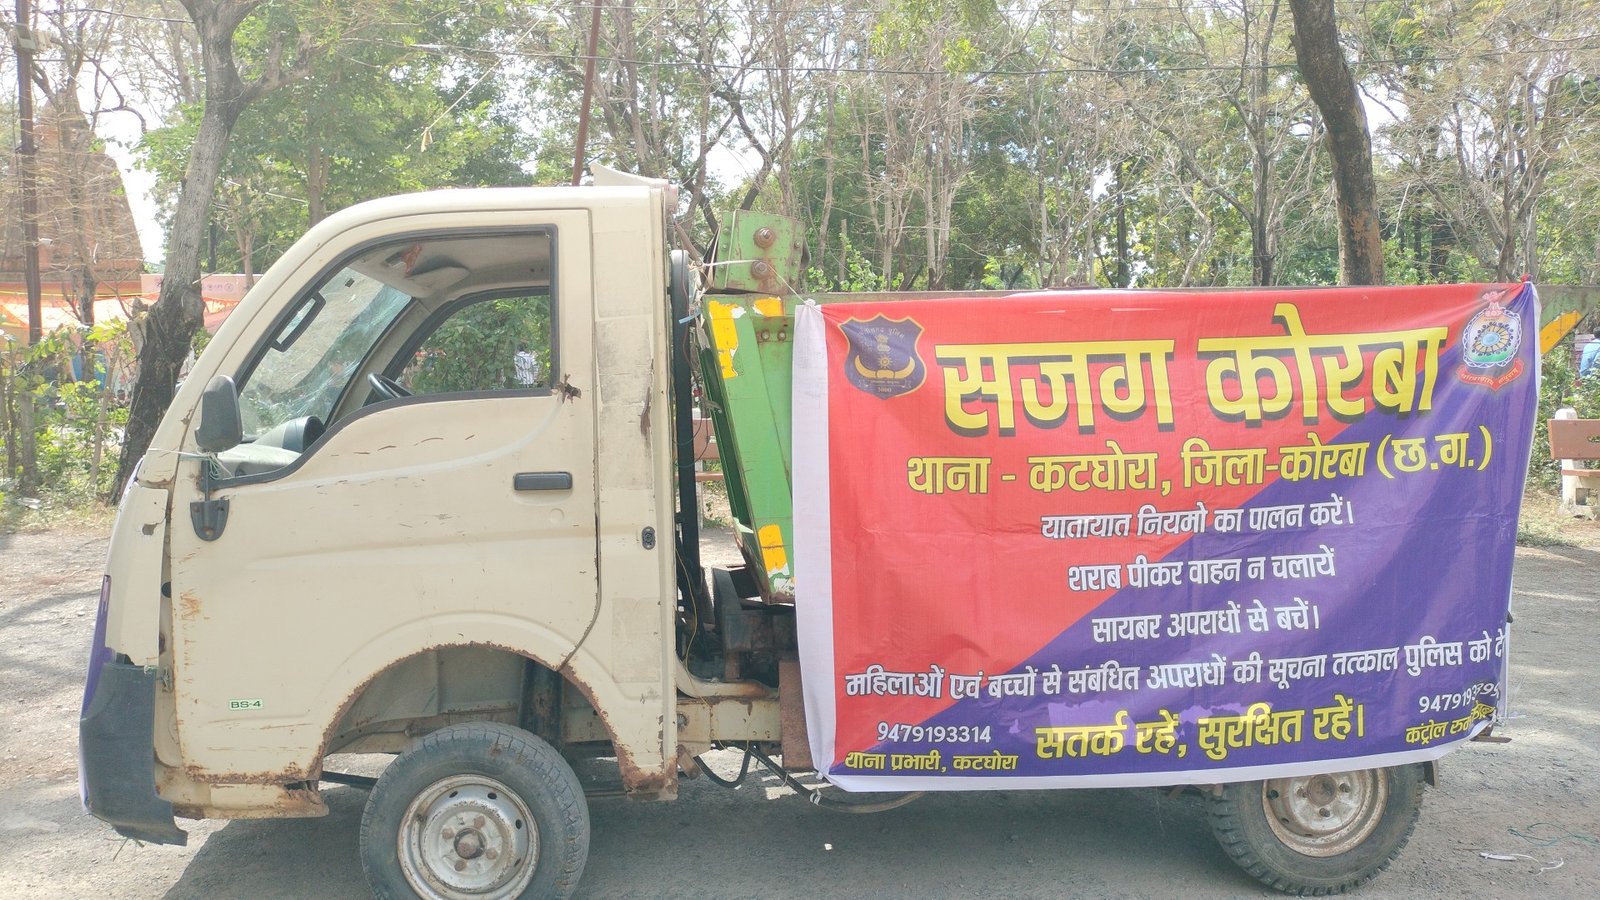 सजग कोरबा
थाना - कटघोरा, जिला-कोरबा (छ.ग.)
यातायात नियमो का पालन करें।
शराब पीकर वाहन न चलायें
सायबर अपराधों से बचें।
महिलाओं एवं बच्चों से संबंधित अपराधों की सूचना तत्काल पुलिस को दे
9479193314
थाना प्रभारी, कटघोरा
सतर्क रहें, सुरक्षित रहें।
कंट्रोल
BS-4